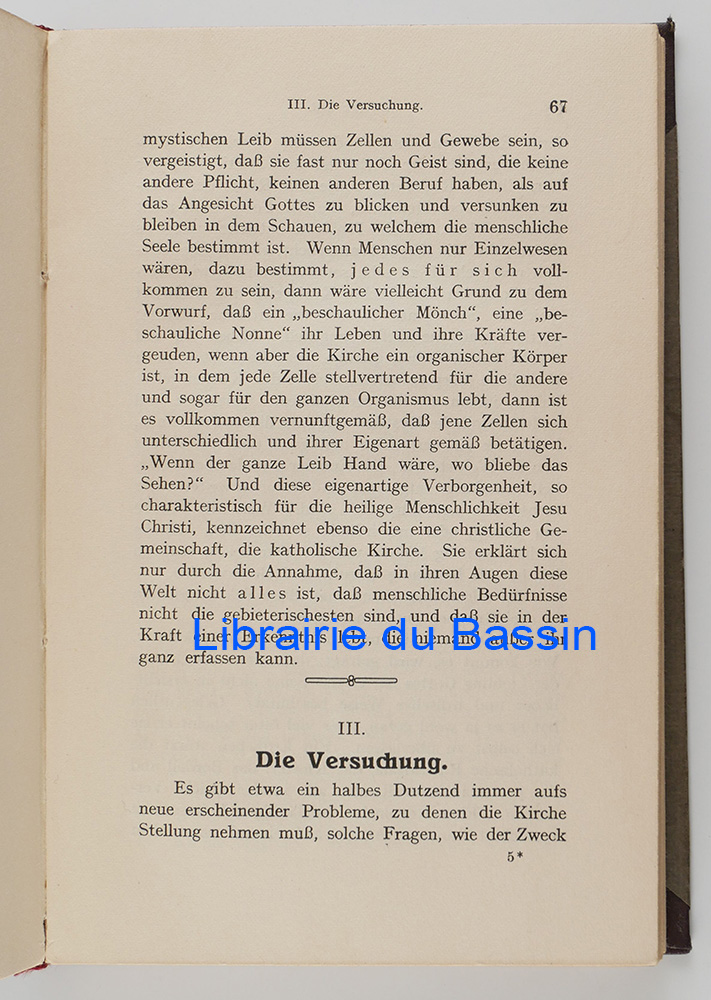 III. Die Versuchung. 67
mystischen Leib müssen Zellen und Gewebe sein, so
vergeistigt, daß sie fast nur noch Geist sind, die keine
andere Pflicht, keinen anderen Beruf haben, als auf
das Angesicht Gottes zu blicken und versunken zu
bleiben in dem Schauen, zu welchem die menschliche
Seele bestimmt ist. Wenn Menschen nur Einzelwesen
wären, dazu bestimmt, jedes für sich voll-
kommen zu sein, dann wäre vielleicht Grund zu dem
Vorwurf, daß ein „beschaulicher Mönch“, eine „be-
schauliche Nonne“ ihr Leben und ihre Kräfte ver-
geuden, wenn aber die Kirche ein organischer Körper
ist, in dem jede Zelle stellvertretend für die andere
und sogar für den ganzen Organismus lebt, dann ist
es vollkommen vernunftgemäß, daß jene Zellen sich
unterschiedlich und ihrer Eigenart gemäß betätigen.
„Wenn der ganze Leib Hand wäre, wo bliebe das
Sehen?“ Und diese eigenartige Verborgenheit, so
charakteristisch für die heilige Menschlichkeit Jesu
Christi, kennzeichnet ebenso die eine christliche Ge-
meinschaft, die katholische Kirche. Sie erklärt sich
nur durch die Annahme, daß in ihren Augen diese
Welt nicht alles ist, daß menschliche Bedürfnisse
nicht die gebieterischesten sind, und daß sie in der
Kraft einer Erkenntnis lebt, die niemand außer ihr
Librairie du Bassin
ganz erfassen kann.
III.
Die Versuchung.
Es gibt etwa ein halbes Dutzend immer aufs
neue erscheinender Probleme, zu denen die Kirche
Stellung nehmen muß, solche Fragen, wie der Zweck
5*